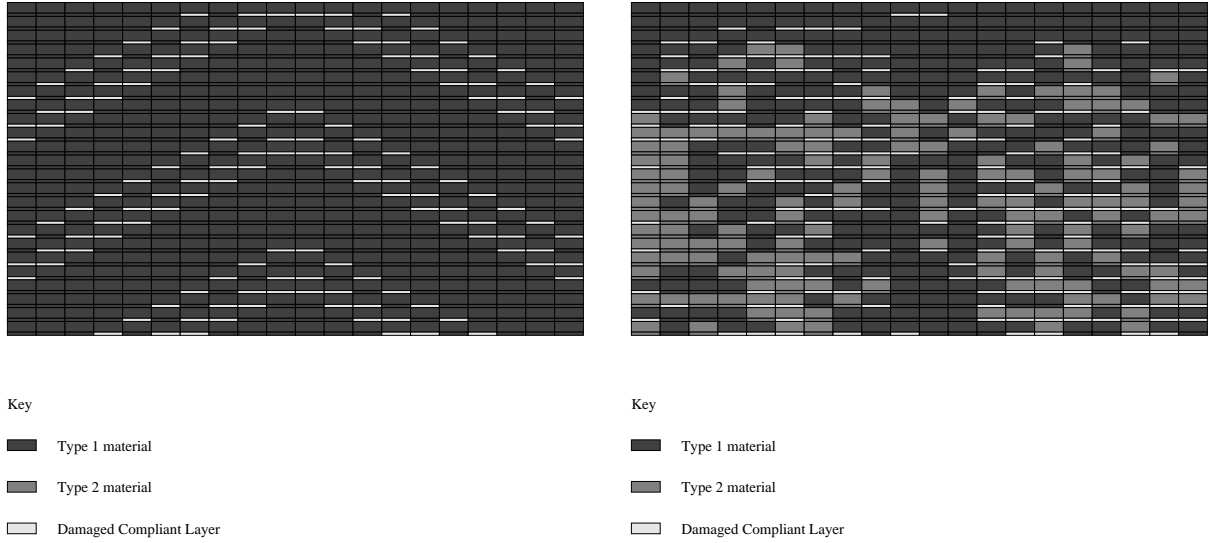 Key
Type 1 material
Type 2 material
Damaged Compliant Layer
Key
Type 1 material
Type 2 material
Damaged Compliant Layer